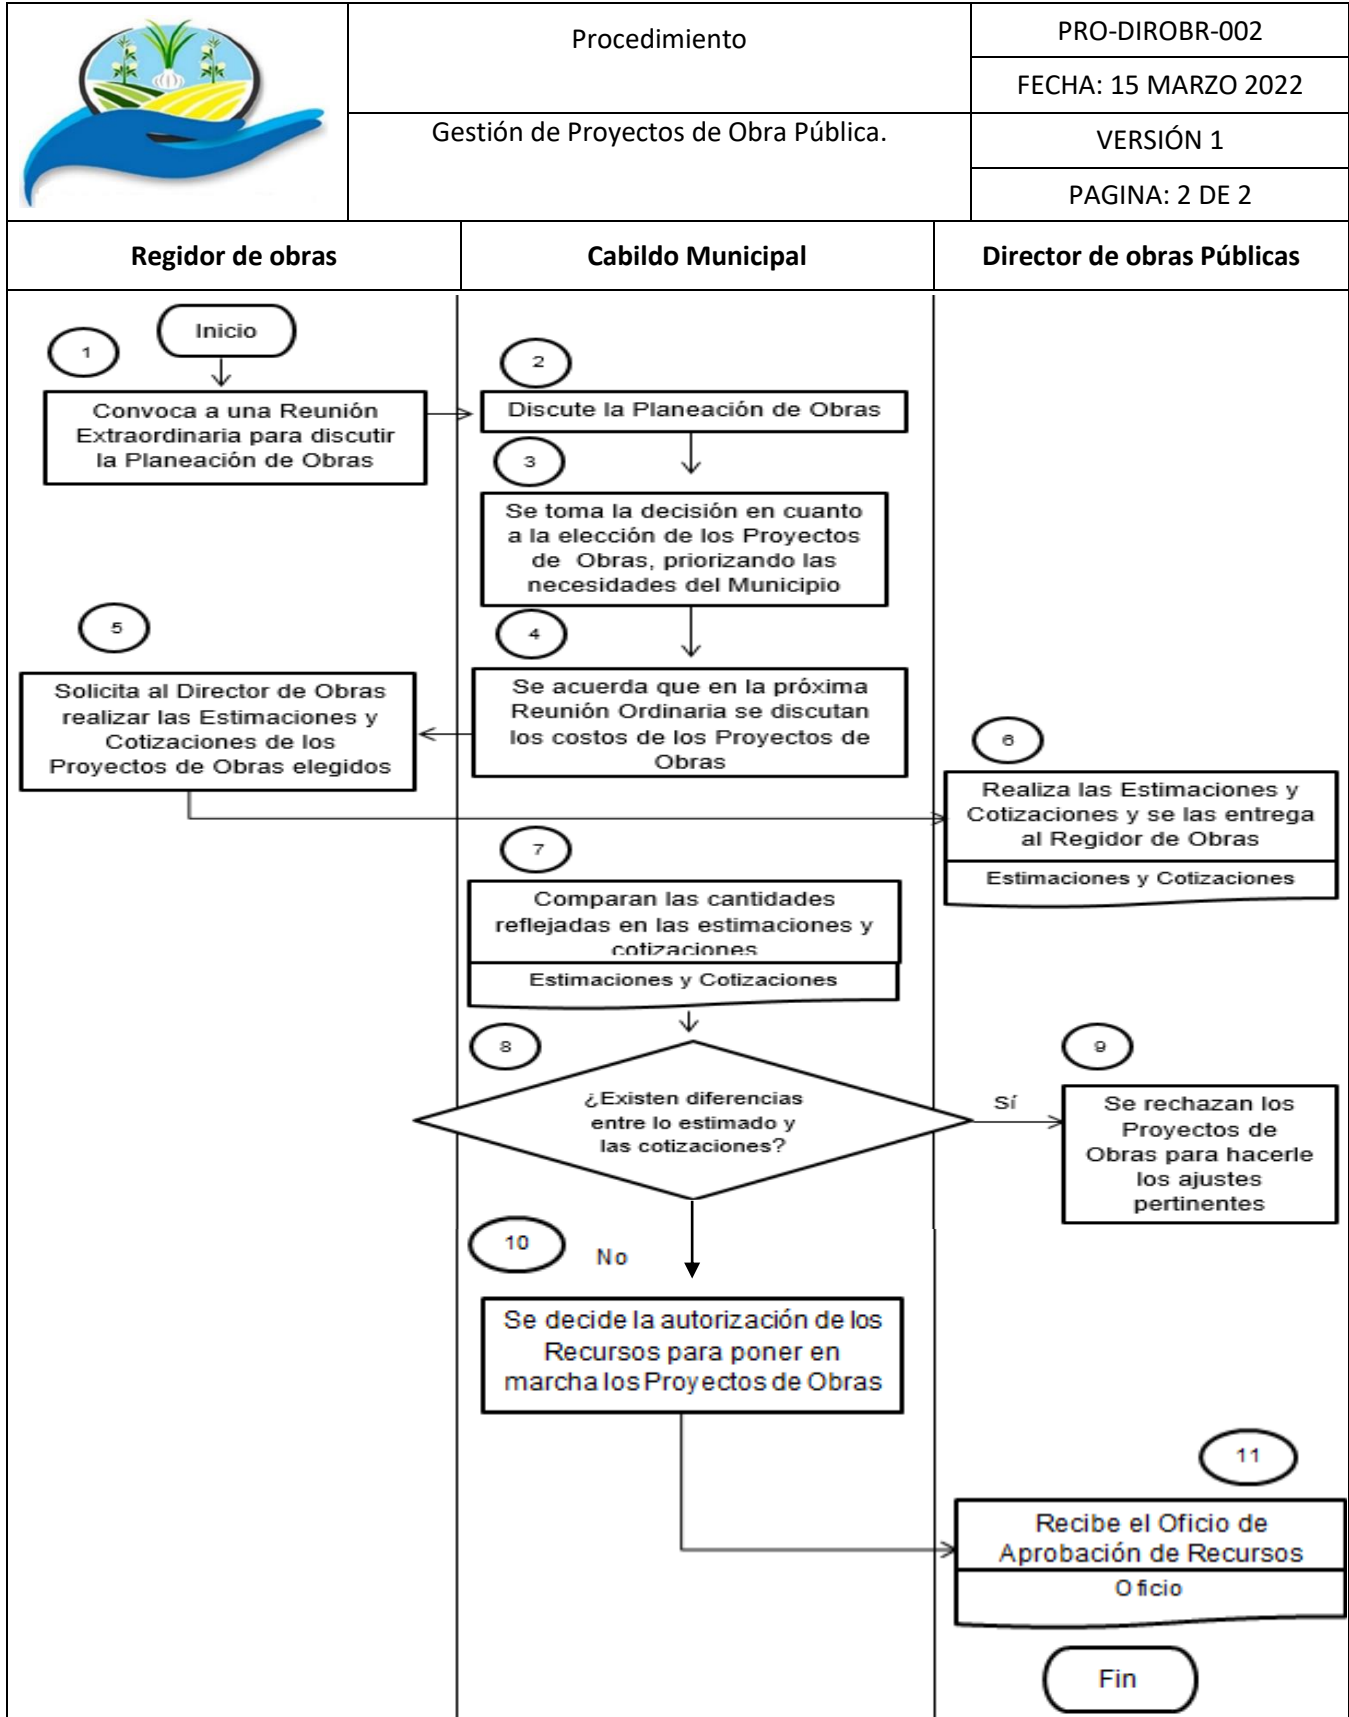 Procedimiento
PRO-DIROBR-002
FECHA: 15 MARZO 2022
Gestión de Proyectos de Obra Pública.
VERSIÓN 1
PAGINA: 2 DE 2
Regidor de obras
Cabildo Municipal
Director de obras Públicas
Inicio
1
Convoca a una Reunión
Extraordinaria para discutir
la Planeación de Obras
2
Discute la Planeación de Obras
3
Se toma la decisión en cuanto
a la elección de los Proyectos
de Obras, priorizando las
necesidades del Municipio
4
Se acuerda que en la próxima
Reunión Ordinaria se discutan
los costos de los Proyectos de
Obras
5
Solicita al Director de Obras
realizar las Estimaciones y
Cotizaciones de los
Proyectos de Obras elegidos
6
Realiza las Estimaciones y
Cotizaciones y se las entrega
al Regidor de Obras
Estimaciones y Cotizaciones
7
Comparan las cantidades
reflejadas en las estimaciones y
cotizaciones
Estimaciones y Cotizaciones
8
¿Existen diferencias
entre lo estimado y
las cotizaciones?
Sí
9
Se rechazan los
Proyectos de
Obras para hacerle
los ajustes
pertinentes
10
No
Se decide la autorización de los
Recursos para poner en
marcha los Proyectos de Obras
11
Recibe el Oficio de
Aprobación de Recursos
Oficio
Fin